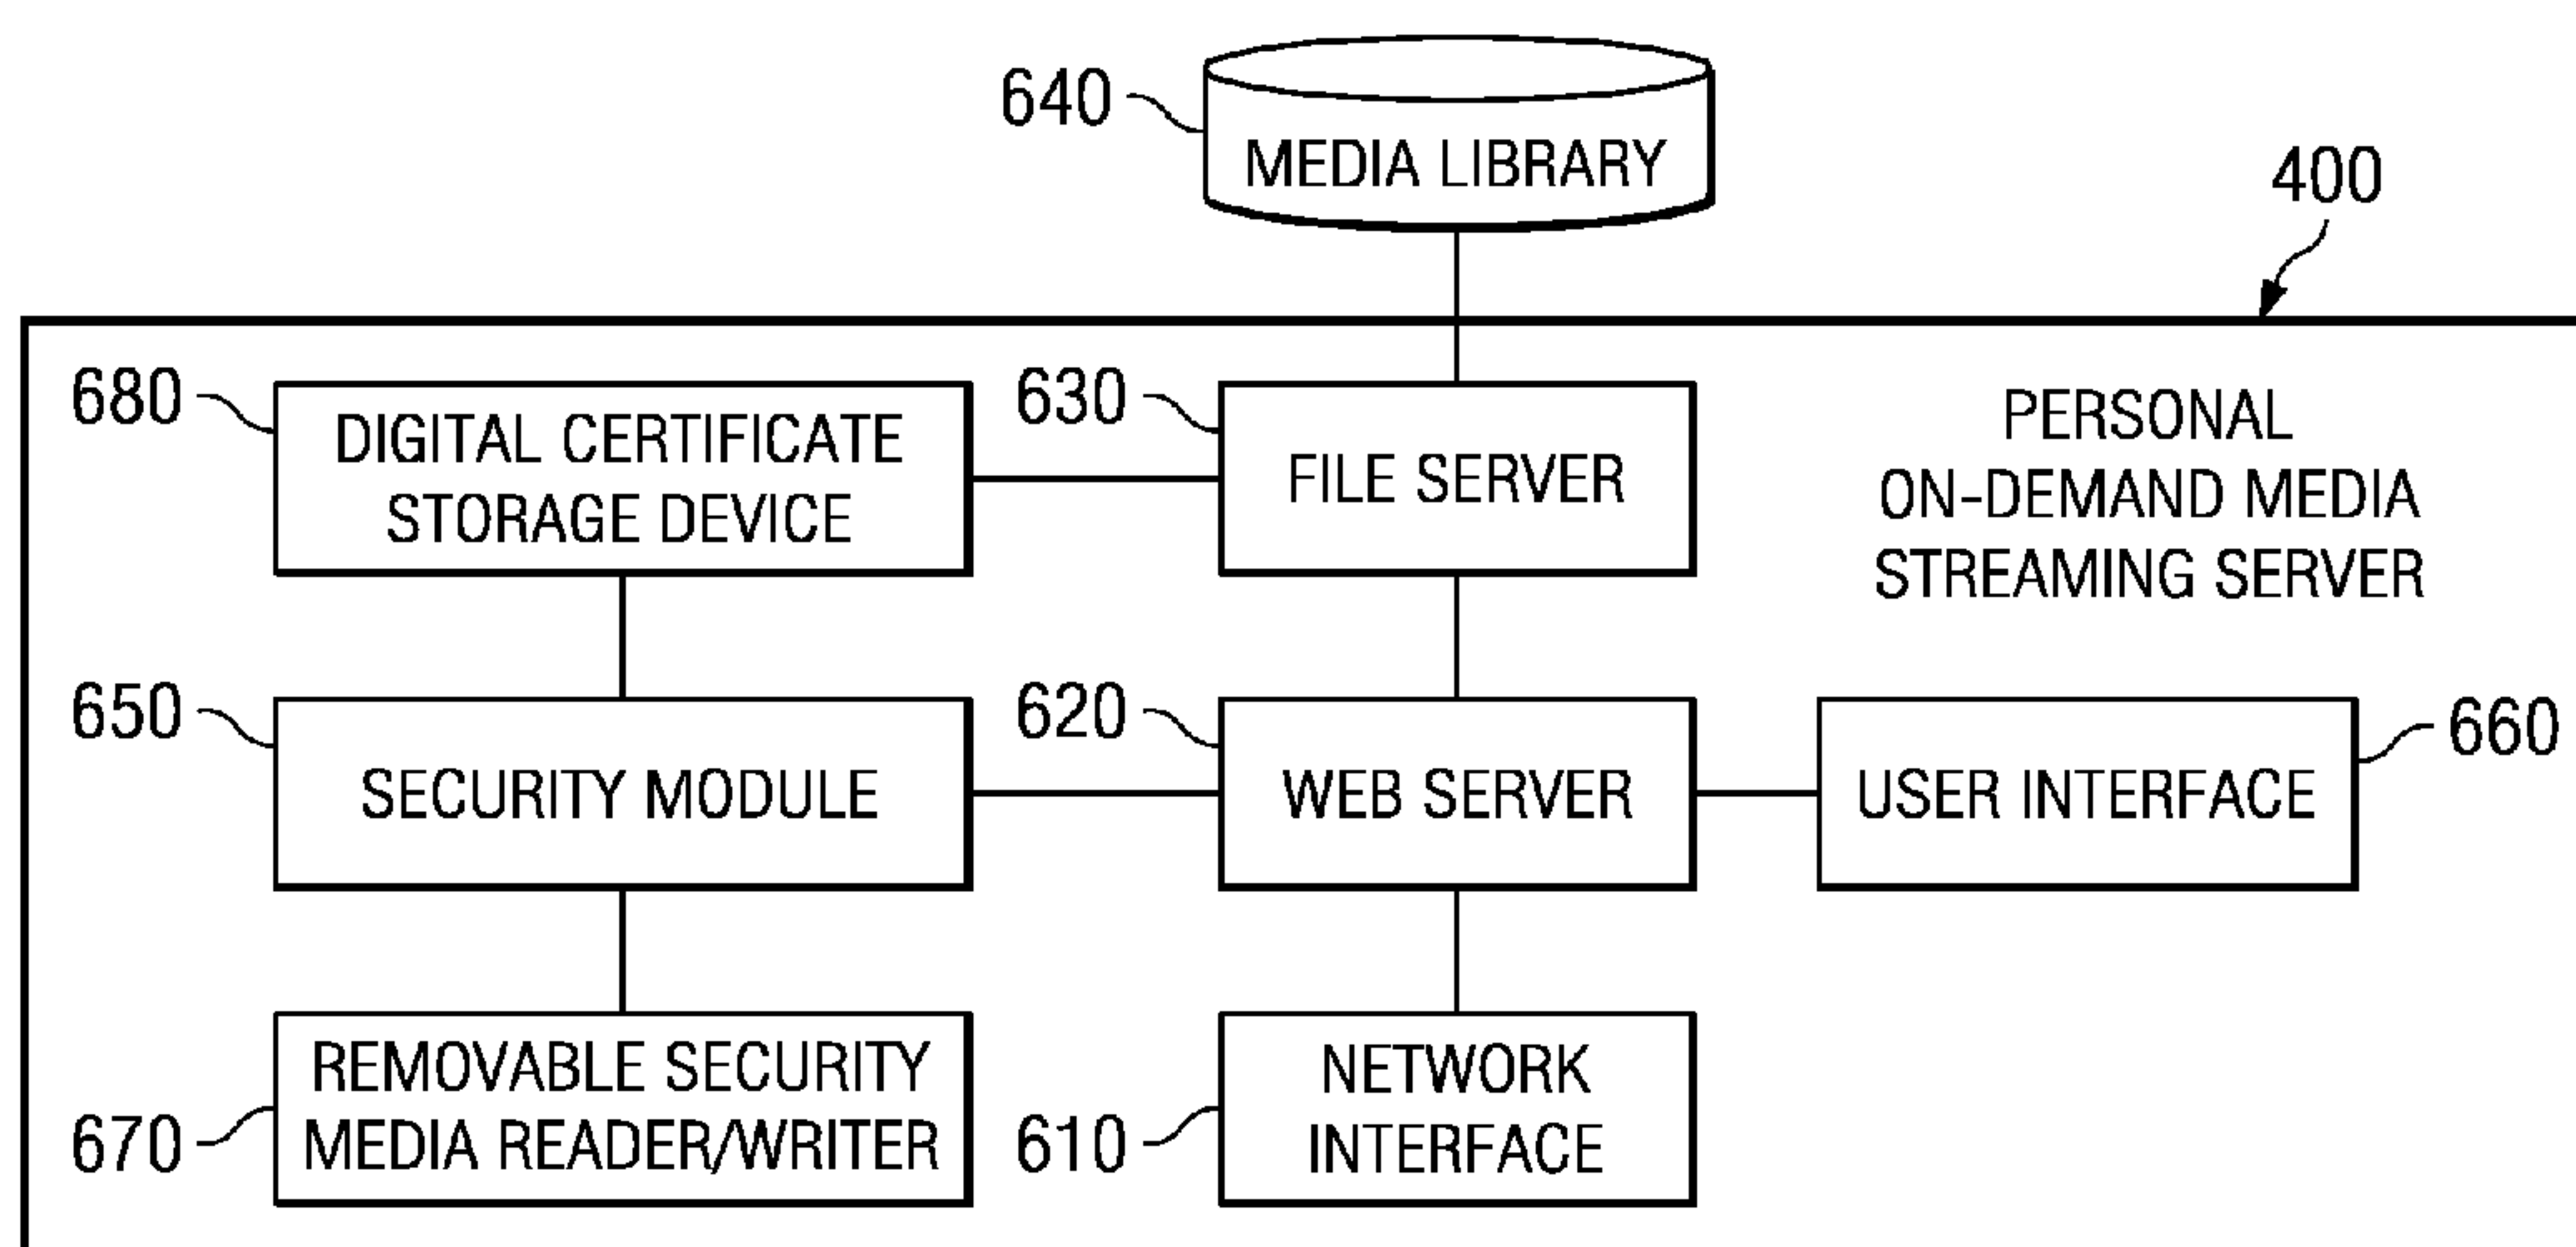 640
MEDIA LIBRARY
400
680
DIGITAL CERTIFICATE
STORAGE DEVICE
630
FILE SERVER
PERSONAL
ON-DEMAND MEDIA
STREAMING SERVER
650
SECURITY MODULE
620
WEB SERVER
USER INTERFACE
660
REMOVABLE SECURITY
MEDIA READER/WRITER
670
NETWORK
INTERFACE
610